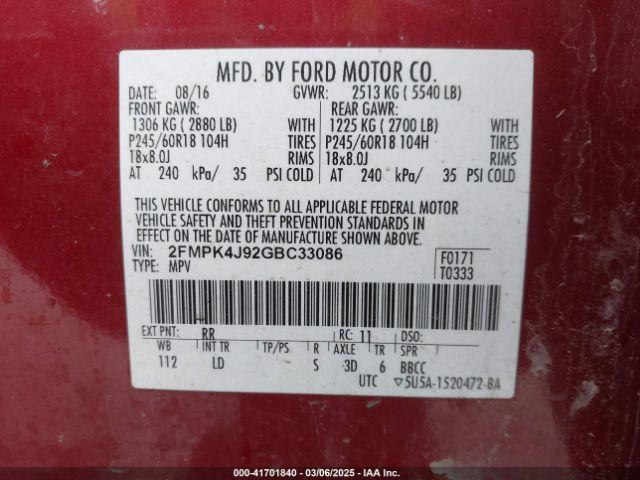 MFD. BY FORD MOTOR CO.
DATE: 08/16 GVWR: 2513 KG ( 5540 LB)
FRONT GAWR: REAR GAWR:
1306 KG ( 2880 LB) WITH 1225 KG ( 2700 LB) WITH
P245/60R18 104H TIRES P245/60R18 104H TIRES
18x8.0J RIMS 18x8.0J RIMS
AT 240 kPa/ 35 PSI COLD AT 240 kPa/ 35 PSI COLD
THIS VEHICLE CONFORMS TO ALL APPLICABLE FEDERAL MOTOR
VEHICLE SAFETY AND THEFT PREVENTION STANDARDS IN
EFFECT ON THE DATE OF MANUFACTURE SHOWN ABOVE.
VIN: 2FMPK4J92GBC33086 F0171
TYPE: MPV T0333
EXT PNT: RR RC: 11 DSO:
WB INT TR TP/PS R AXLE TR SPR
112 LD S 3D 6 BBCC
UTC ▽5U5A-1520472-BA
000-41701840 • 03/06/2025 • IAA Inc.